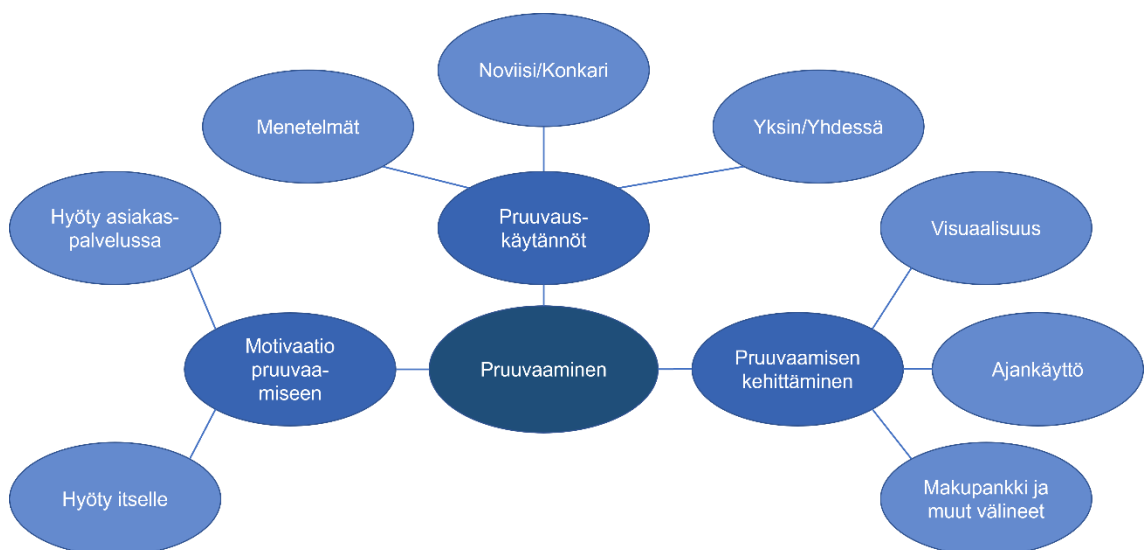 Noviisi/Konkari
Menetelmät
Yksin/Yhdessä
Hyöty asiakas-
palvelussa
Pruuvaus-
käytännöt
Visuaalisuus
Motivaatio
pruuvaa-
miseen
Pruuvaaminen
Pruuvaamisen
kehittäminen
Ajankäyttö
Hyöty itselle
Makupankki ja
muut välineet